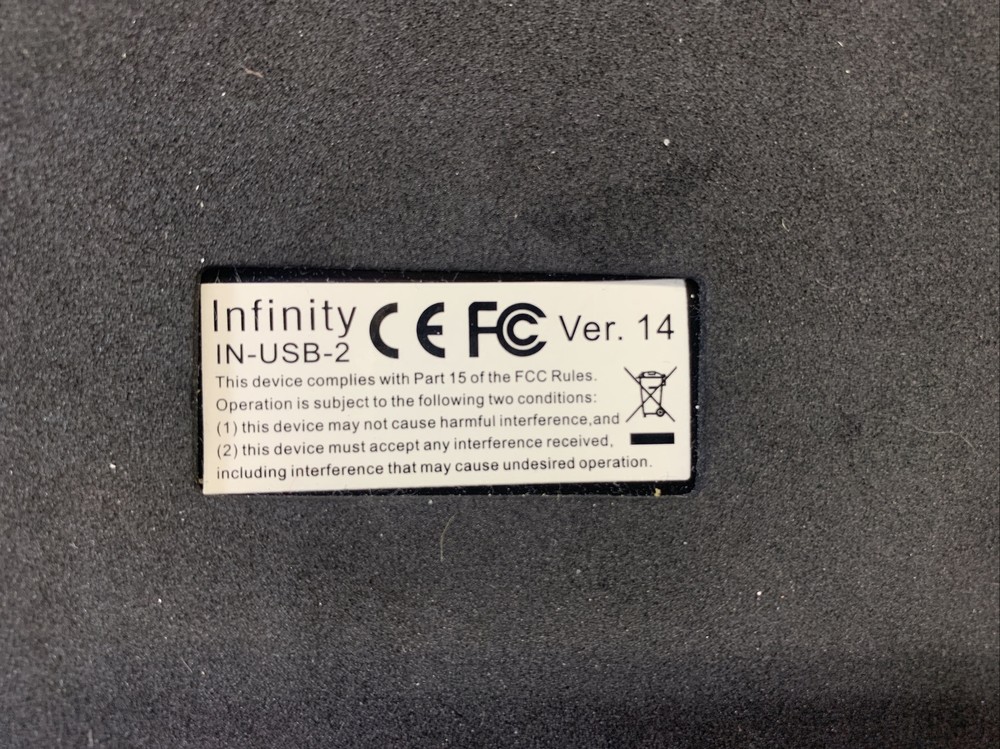 Infinity CE FC Ver. 14
IN-USB-2
This device complies with Part 15 of the FCC Rules.
Operation is subject to the following two conditions:
(1) this device may not cause harmful interference,and
(2) this device must accept any interference received,
including interference that may cause undesired operation.